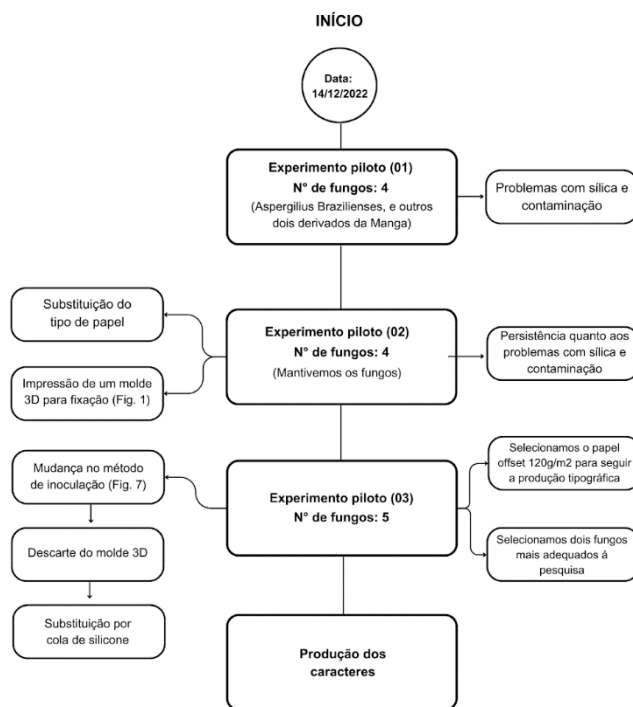 INÍCIO
Data:
14/12/2022
Experimento piloto (01)
N° de fungos: 4
(Aspergilius Brazilienses, e outros
dois derivados da Manga)
Problemas com sílica e
contaminação
Substituição do
tipo de papel
Impressão de um molde
3D para fixação (Fig. 1)
Experimento piloto (02)
N° de fungos: 4
(Mantivemos os fungos)
Persistência quanto aos
problemas com sílica e
contaminação
Mudança no método
de inoculação (Fig. 7)
Descarte do molde 3D
Substituição por
cola de silicone
Experimento piloto (03)
N° de fungos: 5
Selecionamos o papel
offset 120g/m2 para seguir
a produção tipográfica
Selecionamos dois fungos
mais adequados á
pesquisa
Produção dos
caracteres